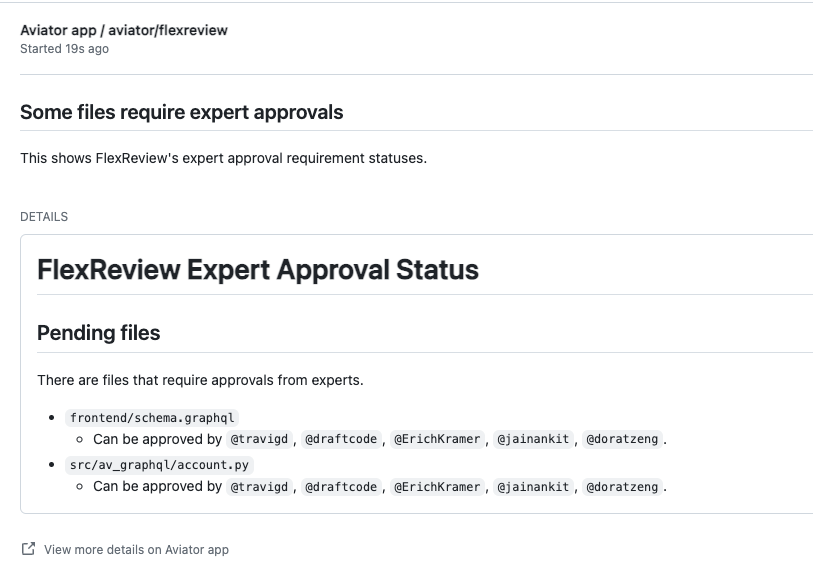 Aviator app / aviator/flexreview
Started 19s ago
Some files require expert approvals
This shows FlexReview's expert approval requirement statuses.
DETAILS
FlexReview Expert Approval Status
Pending files
There are files that require approvals from experts.
frontend/schema.graphql
Can be approved by @travigd, @draftcode, @ErichKramer, @jainankit, @doratzeng.
src/av_graphql/account.py
Can be approved by @travigd, @draftcode, @ErichKramer, @jainankit, @doratzeng.
View more details on Aviator app